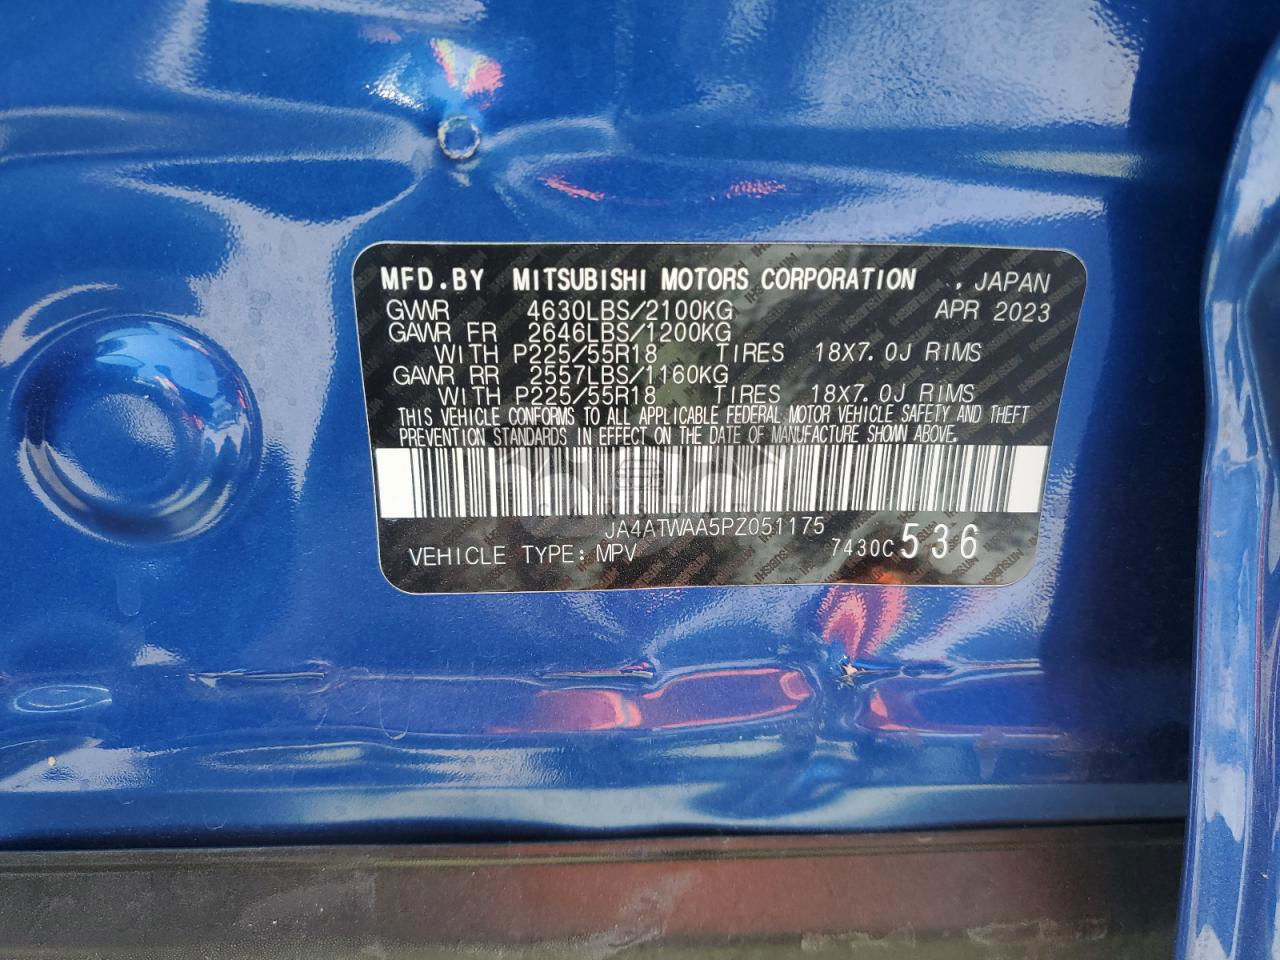 MFD.BY MITSUBISHI MOTORS CORPORATION , JAPAN
GWWR 4630LBS/2100KG APR 2023
GAWR FR 2646LBS/1200KG
WITH P225/55R18 TIRES 18X7.0J RIMS
GAWR RR 2557LBS/1160KG
WITH P225/55R18 TIRES 18X7.0J RIMS
THIS VEHICLE CONFORMS TO ALL APPLICABLE FEDERAL MOTOR VEHICLE SAFETY AND THEFT
PREVENTION STANDARDS IN EFFECT ON THE DATE OF MANUFACTURE SHOWN ABOVE.
JA4ATWAA5PZ051175
VEHICLE TYPE: MPV 7430C 536